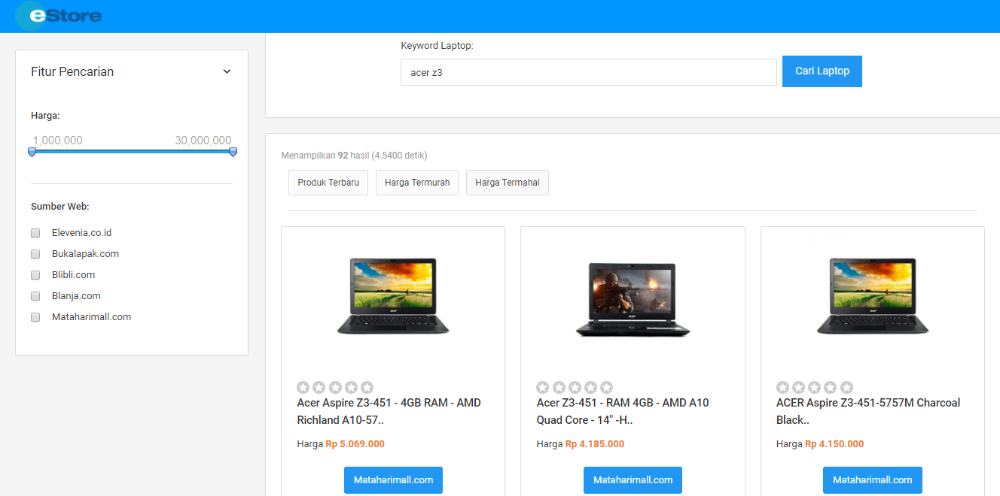 eStore
Fitur Pencarian
Harga:
1,000,000 30,000,000
Sumber Web:
Elevenia.co.id
Bukalapak.com
Blibli.com
Blanja.com
Mataharimall.com
Keyword Laptop:
acer z3
Cari Laptop
Menampilkan 92 hasil (4.5400 detik)
Produk Terbaru
Harga Termurah
Harga Termahal
Acer Aspire Z3-451 - 4GB RAM - AMD
Richland A10-57..
Harga Rp 5.069.000
Mataharimall.com
Acer Z3-451 - RAM 4GB - AMD A10
Quad Core - 14" -H..
Harga Rp 4.185.000
Mataharimall.com
ACER Aspire Z3-451-5757M Charcoal
Black..
Harga Rp 4.150.000
Mataharimall.com